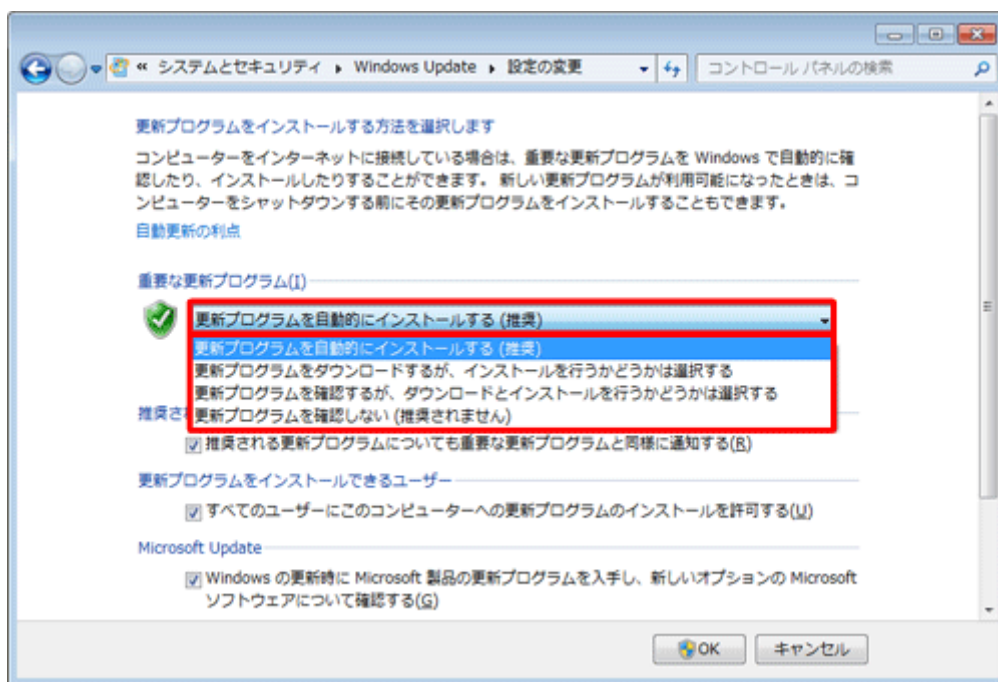 « システムとセキュリティ ▸ Windows Update ▸ 設定の変更
コントロール パネルの検索
更新プログラムをインストールする方法を選択します
コンピューターをインターネットに接続している場合は、重要な更新プログラムを Windows で自動的に確
認したり、インストールしたりすることができます。 新しい更新プログラムが利用可能になったときは、コ
ンピューターをシャットダウンする前にその更新プログラムをインストールすることもできます。
自動更新の利点
重要な更新プログラム(I)
更新プログラムを自動的にインストールする (推奨)
更新プログラムを自動的にインストールする (推奨)
更新プログラムをダウンロードするが、インストールを行うかどうかは選択する
更新プログラムを確認するが、ダウンロードとインストールを行うかどうかは選択する
更新プログラムを確認しない (推奨されません)
推奨さ
推奨される更新プログラムについても重要な更新プログラムと同様に通知する(R)
更新プログラムをインストールできるユーザー
すべてのユーザーにこのコンピューターへの更新プログラムのインストールを許可する(U)
Microsoft Update
Windows の更新時に Microsoft 製品の更新プログラムを入手し、新しいオプションの Microsoft
ソフトウェアについて確認する(G)
OK
キャンセル